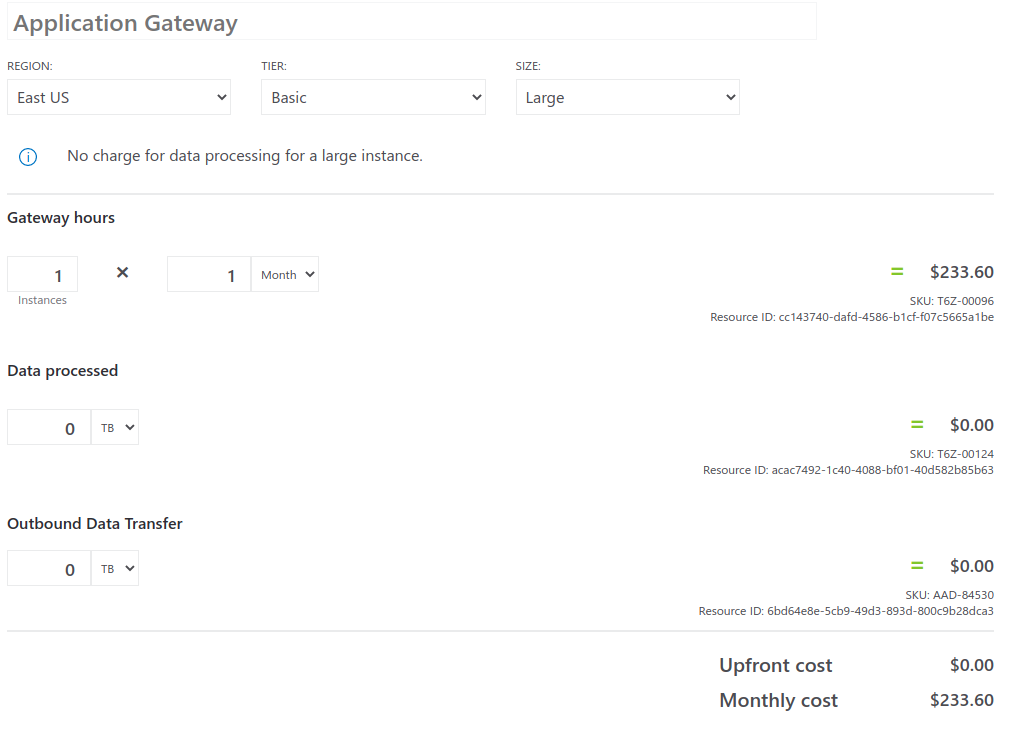 Application Gateway
REGION: TIER: SIZE:
East US Basic Large
No charge for data processing for a large instance.
Gateway hours
1 × 1 Month = $233.60
Instances SKU: T6Z-00096
Resource ID: cc143740-dafd-4586-b1cf-f07c5665a1be
Data processed
0 TB = $0.00
SKU: T6Z-00124
Resource ID: acac7492-1c40-4088-bf01-40d582b85b63
Outbound Data Transfer
0 TB = $0.00
SKU: AAD-84530
Resource ID: 6bd64e8e-5cb9-49d3-893d-800c9b28dca3
Upfront cost $0.00
Monthly cost $233.60